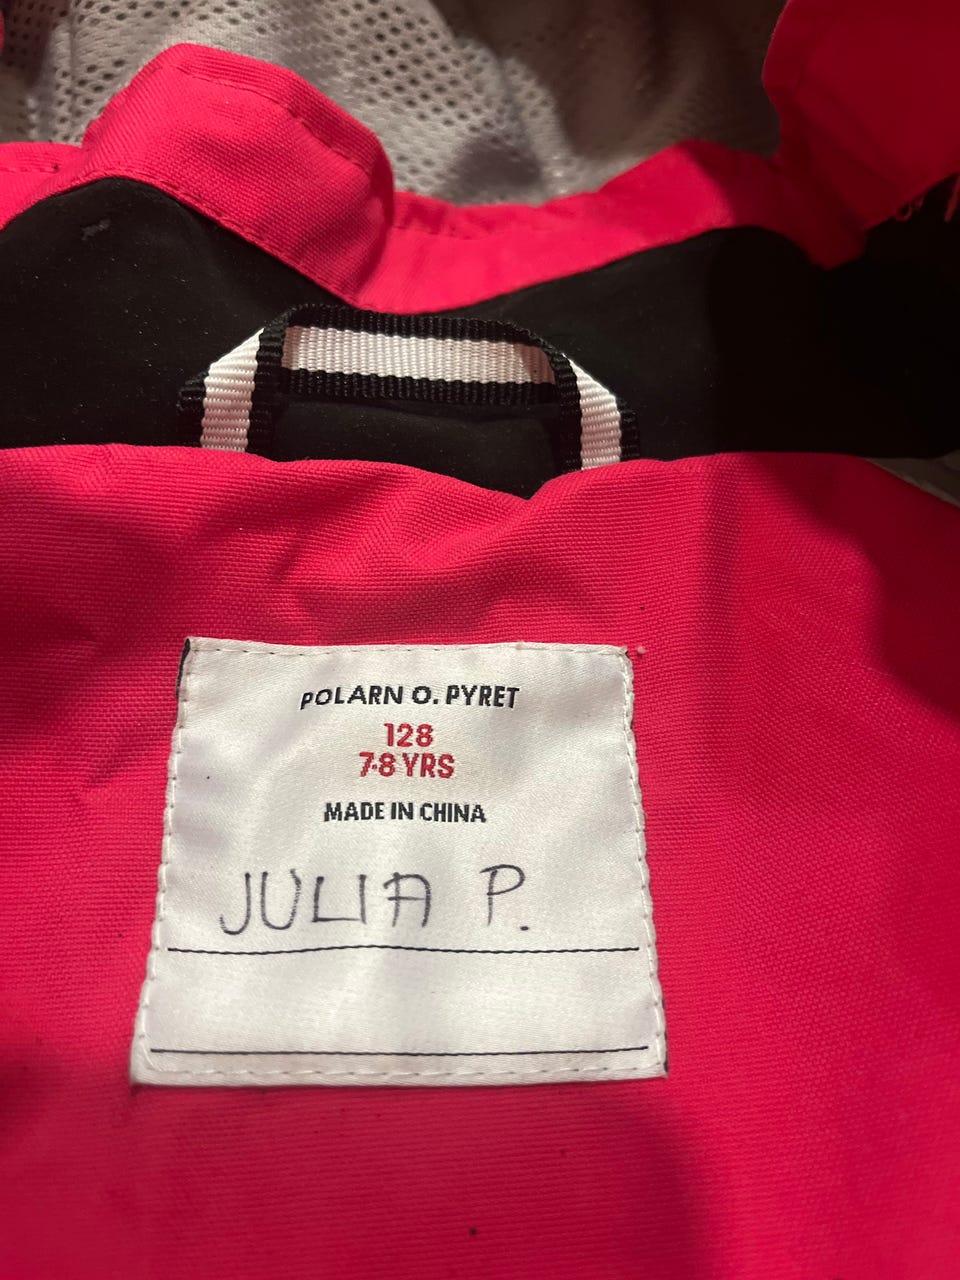 POLARN O. PYRET
128
7-8 YRS
MADE IN CHINA
JULIA P.